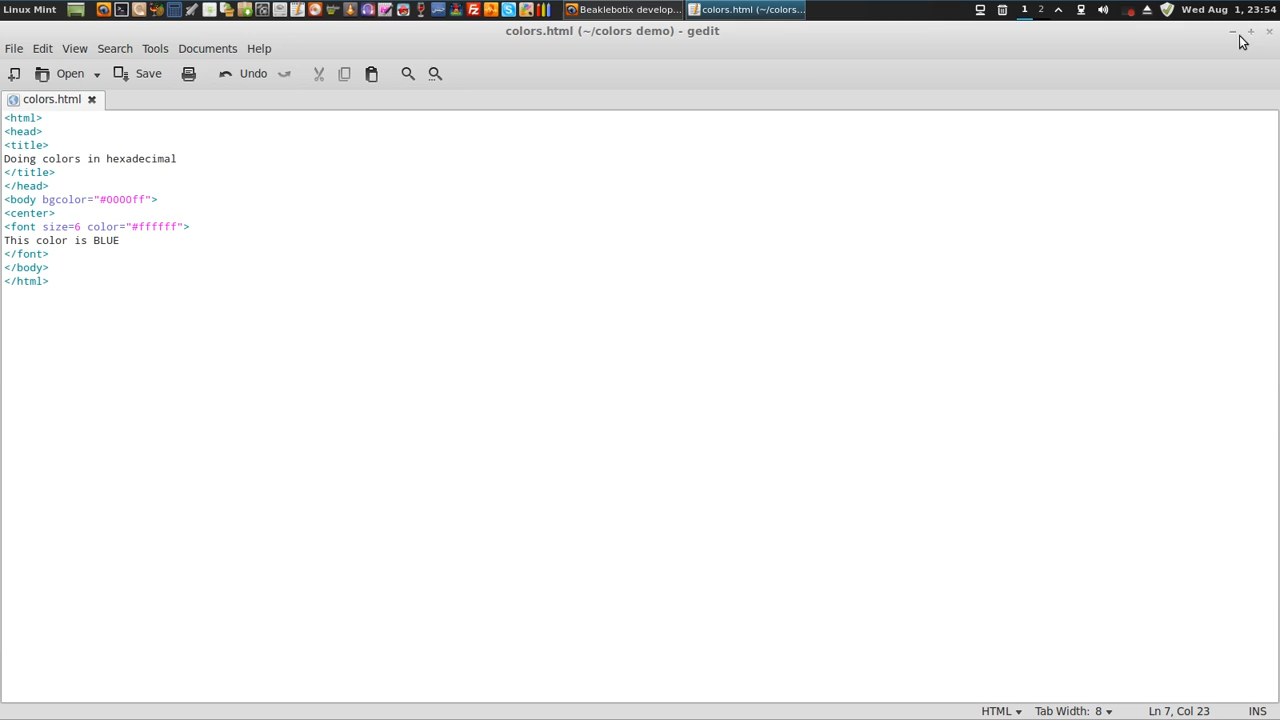 Linux Mint
Beaklebotix develop...
colors.html (~/colors...
1 2
Wed Aug 1, 23:54
colors.html (~/colors demo) - gedit
File Edit View Search Tools Documents Help
Open Save Undo
colors.html
<html>
<head>
<title>
Doing colors in hexadecimal
</title>
</head>
<body bgcolor="#0000ff">
<center>
<font size=6 color="#ffffff">
This color is BLUE
</font>
</body>
</html>
HTML Tab Width: 8 Ln 7, Col 23 INS